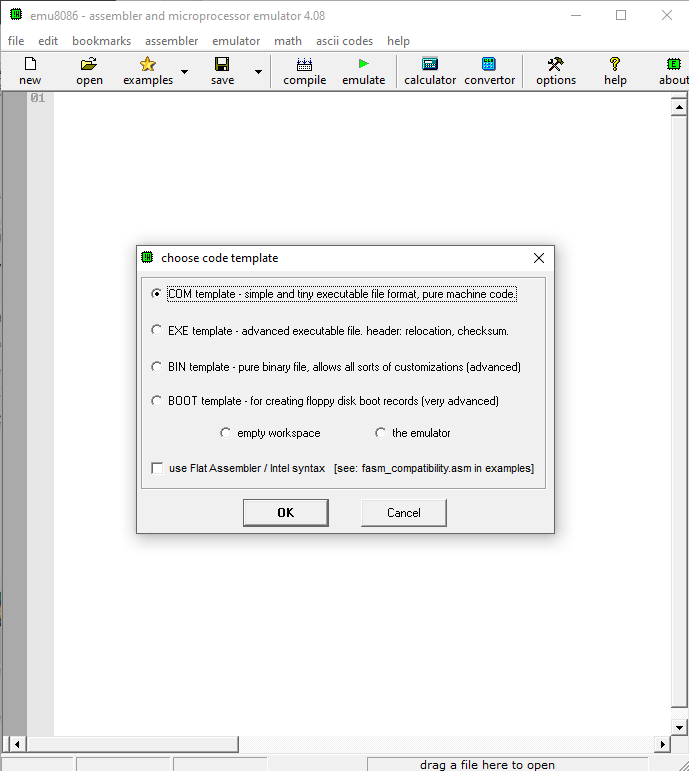 emu8086 - assembler and microprocessor emulator 4.08
file edit bookmarks assembler emulator math ascii codes help
new open examples save compile emulate calculator convertor options help about
01
choose code template
COM template - simple and tiny executable file format, pure machine code.
EXE template - advanced executable file. header: relocation, checksum.
BIN template - pure binary file, allows all sorts of customizations (advanced)
BOOT template - for creating floppy disk boot records (very advanced)
empty workspace the emulator
use Flat Assembler / Intel syntax [see: fasm_compatibility.asm in examples]
OK Cancel
drag a file here to open